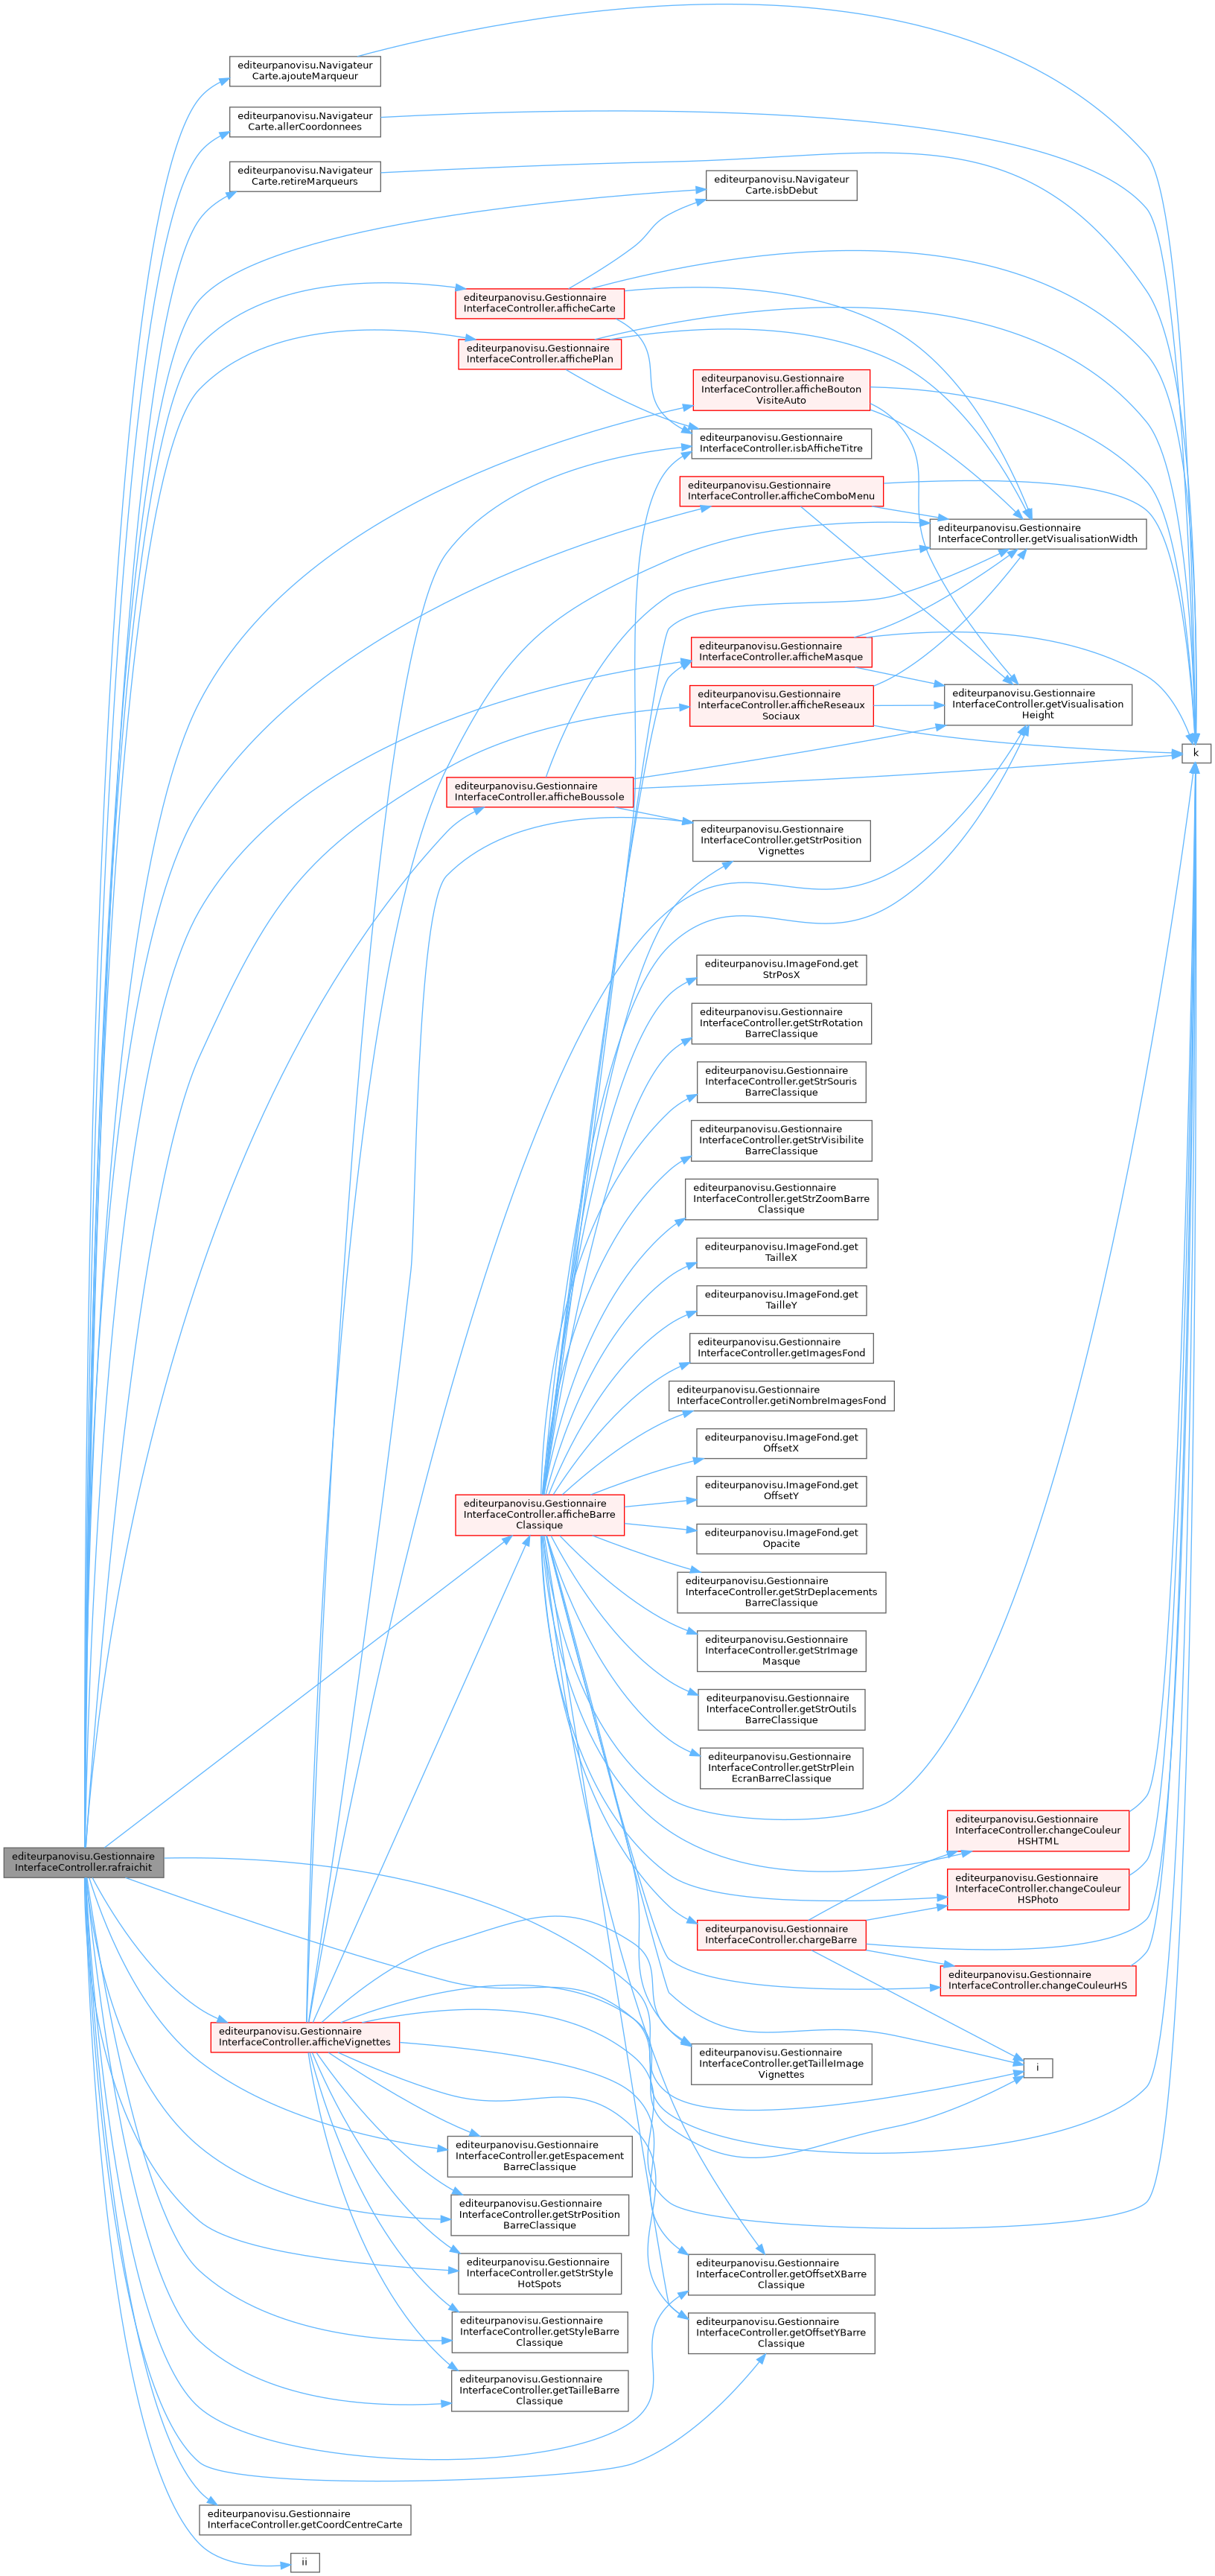 editeurpanovisu.Navigateur
Carte.ajouteMarqueur
editeurpanovisu.Navigateur
Carte.allerCoordonnees
editeurpanovisu.Navigateur
Carte.retireMarqueurs
editeurpanovisu.Navigateur
Carte.isbDebut
editeurpanovisu.Gestionnaire
InterfaceController.afficheCarte
editeurpanovisu.Gestionnaire
InterfaceController.affichePlan
editeurpanovisu.Gestionnaire
InterfaceController.afficheBouton
VisiteAuto
editeurpanovisu.Gestionnaire
InterfaceController.isbAfficheTitre
editeurpanovisu.Gestionnaire
InterfaceController.afficheComboMenu
editeurpanovisu.Gestionnaire
InterfaceController.getVisualisationWidth
editeurpanovisu.Gestionnaire
InterfaceController.afficheMasque
editeurpanovisu.Gestionnaire
InterfaceController.afficheReseaux
Sociaux
editeurpanovisu.Gestionnaire
InterfaceController.getVisualisation
Height
k
editeurpanovisu.Gestionnaire
InterfaceController.afficheBoussole
editeurpanovisu.Gestionnaire
InterfaceController.getStrPosition
Vignettes
editeurpanovisu.ImageFond.get
StrPosX
editeurpanovisu.Gestionnaire
InterfaceController.getStrRotation
BarreClassique
editeurpanovisu.Gestionnaire
InterfaceController.getStrSouris
BarreClassique
editeurpanovisu.Gestionnaire
InterfaceController.getStrVisibilite
BarreClassique
editeurpanovisu.Gestionnaire
InterfaceController.getStrZoomBarre
Classique
editeurpanovisu.ImageFond.get
TailleX
editeurpanovisu.ImageFond.get
TailleY
editeurpanovisu.Gestionnaire
InterfaceController.getImagesFond
editeurpanovisu.Gestionnaire
InterfaceController.getiNombreImagesFond
editeurpanovisu.ImageFond.get
OffsetX
editeurpanovisu.ImageFond.get
OffsetY
editeurpanovisu.Gestionnaire
InterfaceController.afficheBarre
Classique
editeurpanovisu.ImageFond.get
Opacite
editeurpanovisu.Gestionnaire
InterfaceController.getStrDeplacements
BarreClassique
editeurpanovisu.Gestionnaire
InterfaceController.getStrImage
Masque
editeurpanovisu.Gestionnaire
InterfaceController.getStrOutils
BarreClassique
editeurpanovisu.Gestionnaire
InterfaceController.getStrPlein
EcranBarreClassique
editeurpanovisu.Gestionnaire
InterfaceController.changeCouleur
HSHTML
editeurpanovisu.Gestionnaire
InterfaceController.rafraichit
editeurpanovisu.Gestionnaire
InterfaceController.changeCouleur
HSPhoto
editeurpanovisu.Gestionnaire
InterfaceController.chargeBarre
editeurpanovisu.Gestionnaire
InterfaceController.changeCouleurHS
editeurpanovisu.Gestionnaire
InterfaceController.afficheVignettes
editeurpanovisu.Gestionnaire
InterfaceController.getTailleImage
Vignettes
i
editeurpanovisu.Gestionnaire
InterfaceController.getEspacement
BarreClassique
editeurpanovisu.Gestionnaire
InterfaceController.getStrPosition
BarreClassique
editeurpanovisu.Gestionnaire
InterfaceController.getStrStyle
HotSpots
editeurpanovisu.Gestionnaire
InterfaceController.getOffsetXBarre
Classique
editeurpanovisu.Gestionnaire
InterfaceController.getStyleBarre
Classique
editeurpanovisu.Gestionnaire
InterfaceController.getOffsetYBarre
Classique
editeurpanovisu.Gestionnaire
InterfaceController.getTailleBarre
Classique
editeurpanovisu.Gestionnaire
InterfaceController.getCoordCentreCarte
ii